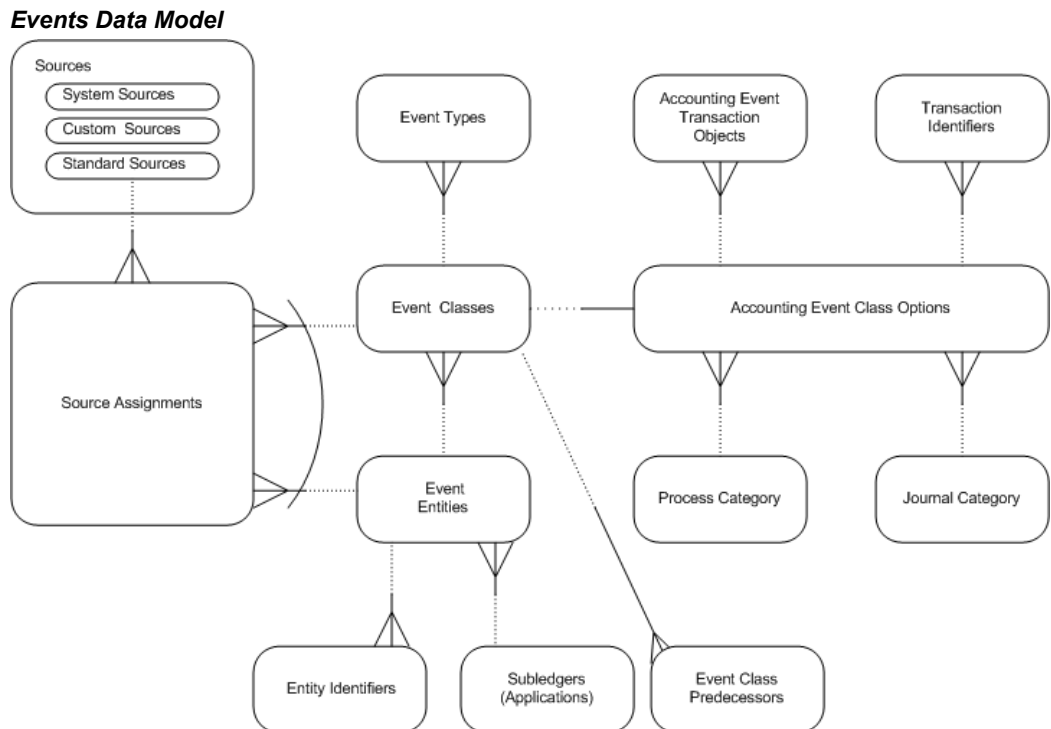 Events Data Model
Sources
System Sources
Custom Sources
Standard Sources
Event Types
Accounting Event
Transaction
Objects
Transaction
Identifiers
Event Classes
Accounting Event Class Options
Source Assignments
Event
Entities
Process Category
Journal Category
Entity Identifiers
Subledgers
(Applications)
Event Class
Predecessors